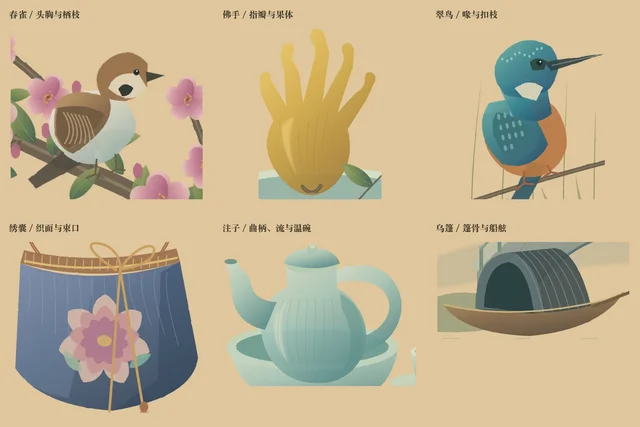 春雀 / 头胸与栖枝
佛手 / 指瓣与果体
翠鸟 / 喙与扣枝
绣囊 / 织面与束口
注子 / 曲柄、流与温碗
乌篷 / 篷骨与船舷